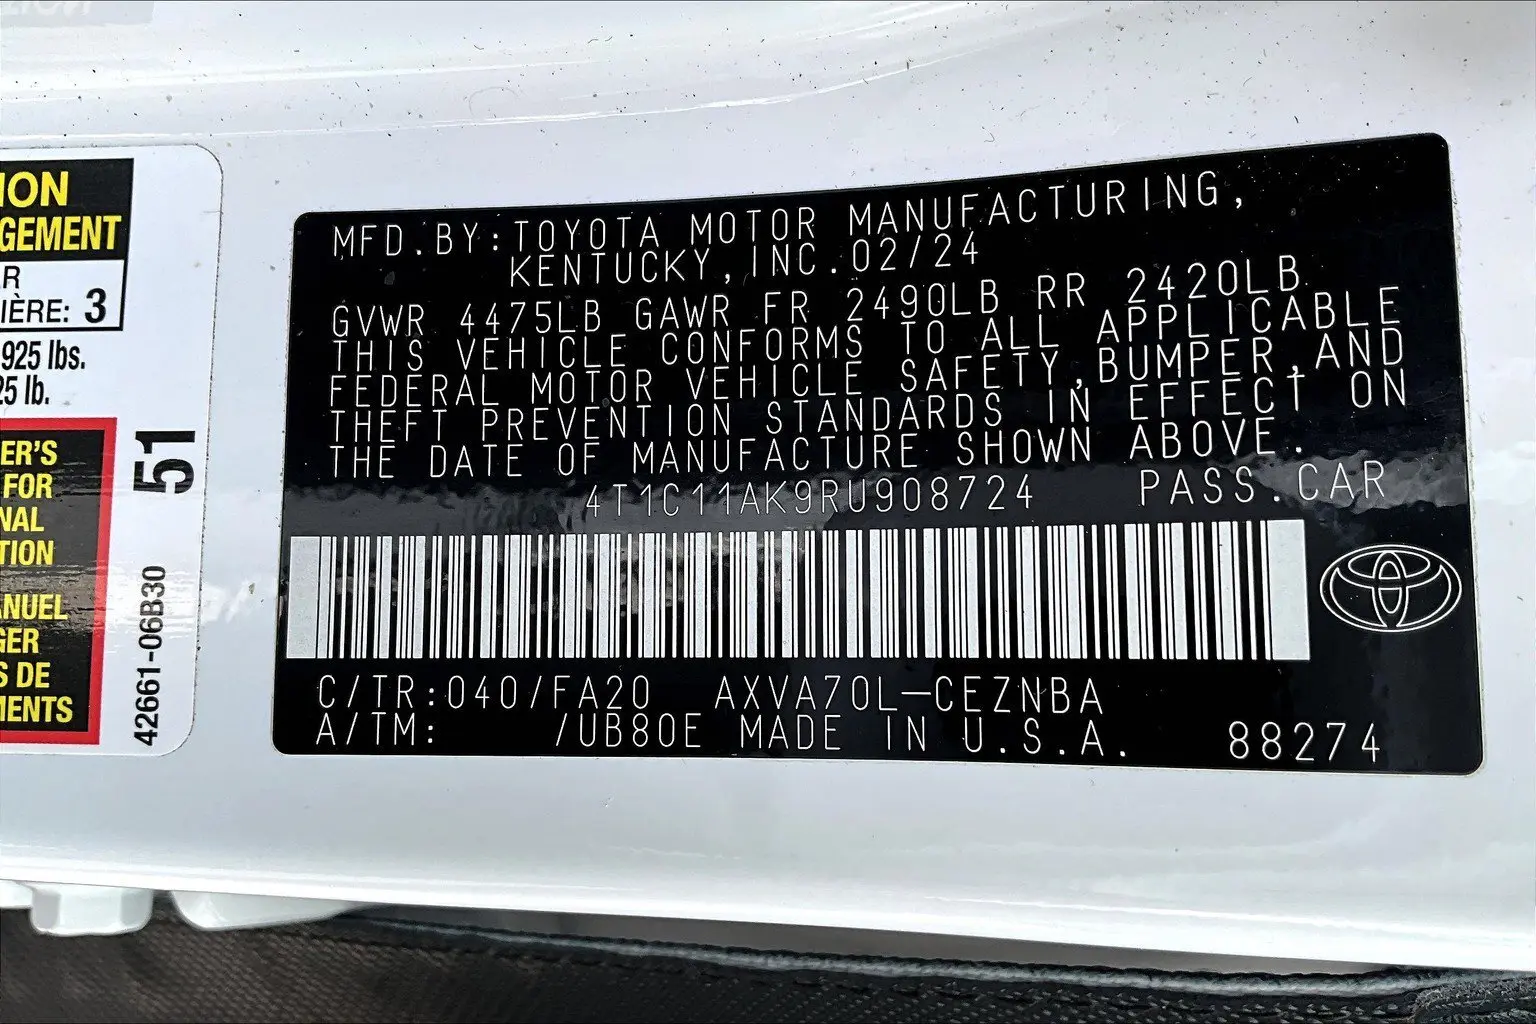 ION
GEMENT
R
IÈRE: 3
925 lbs.
25 lb.
ER'S
FOR
NAL
TION
ANUEL
GER
S DE
MENTS
51
42661-06B30
MFD.BY:TOYOTA MOTOR MANUFACTURING,
KENTUCKY,INC.02/24
GVWR 4475LB GAWR FR 2490LB RR 2420LB
THIS VEHICLE CONFORMS TO ALL APPLICABLE
FEDERAL MOTOR VEHICLE SAFETY,BUMPER,AND
THEFT PREVENTION STANDARDS IN EFFECT ON
THE DATE OF MANUFACTURE SHOWN ABOVE.
4T1C11AK9RU908724 PASS.CAR
C/TR:040/FA20 AXVA70L-CEZNBA
A/TM: /UB80E MADE IN U.S.A. 88274